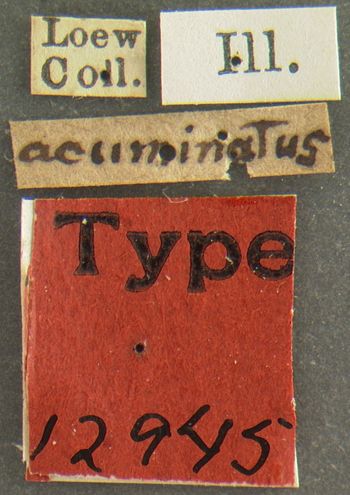 Loew
Coll.
Ill.
acuminatus
Type
12945